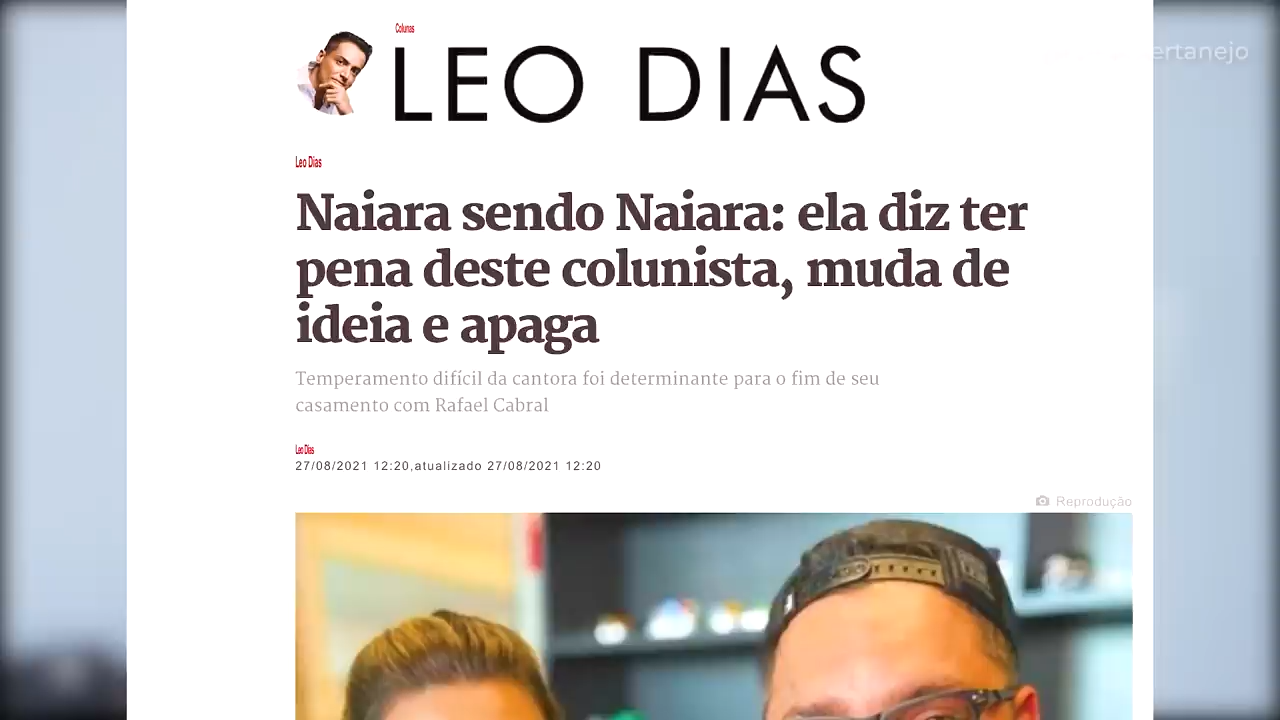 Colunas
LEO DIAS
ertanejo
Leo Dias
Naiara sendo Naiara: ela diz ter
pena deste colunista, muda de
ideia e apaga
Temperamento difícil da cantora foi determinante para o fim de seu
casamento com Rafael Cabral
Leo Dias
27/08/2021 12:20,atualizado 27/08/2021 12:20
Reprodução